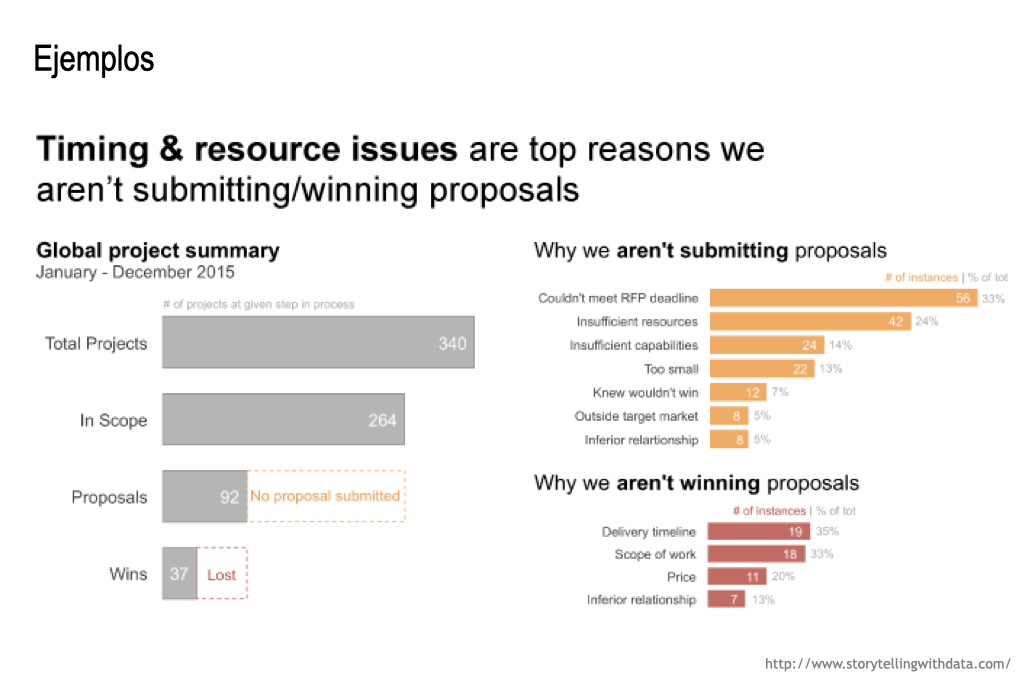 Ejemplos
Timing & resource issues are top reasons we
aren't submitting/winning proposals
Global project summary
January - December 2015
# of projects at given step in process
Total Projects 340
In Scope 264
Proposals 92 No proposal submitted
Wins 37 Lost
Why we aren't submitting proposals
# of instances | % of tot
Couldn't meet RFP deadline 56 33%
Insufficient resources 42 24%
Insufficient capabilities 24 14%
Too small 22 13%
Knew wouldn't win 12 7%
Outside target market 8 5%
Inferior relartionship 8 5%
Why we aren't winning proposals
# of instances | % of tot
Delivery timeline 19 35%
Scope of work 18 33%
Price 11 20%
Inferior relationship 7 13%
http://www.storytellingwithdata.com/